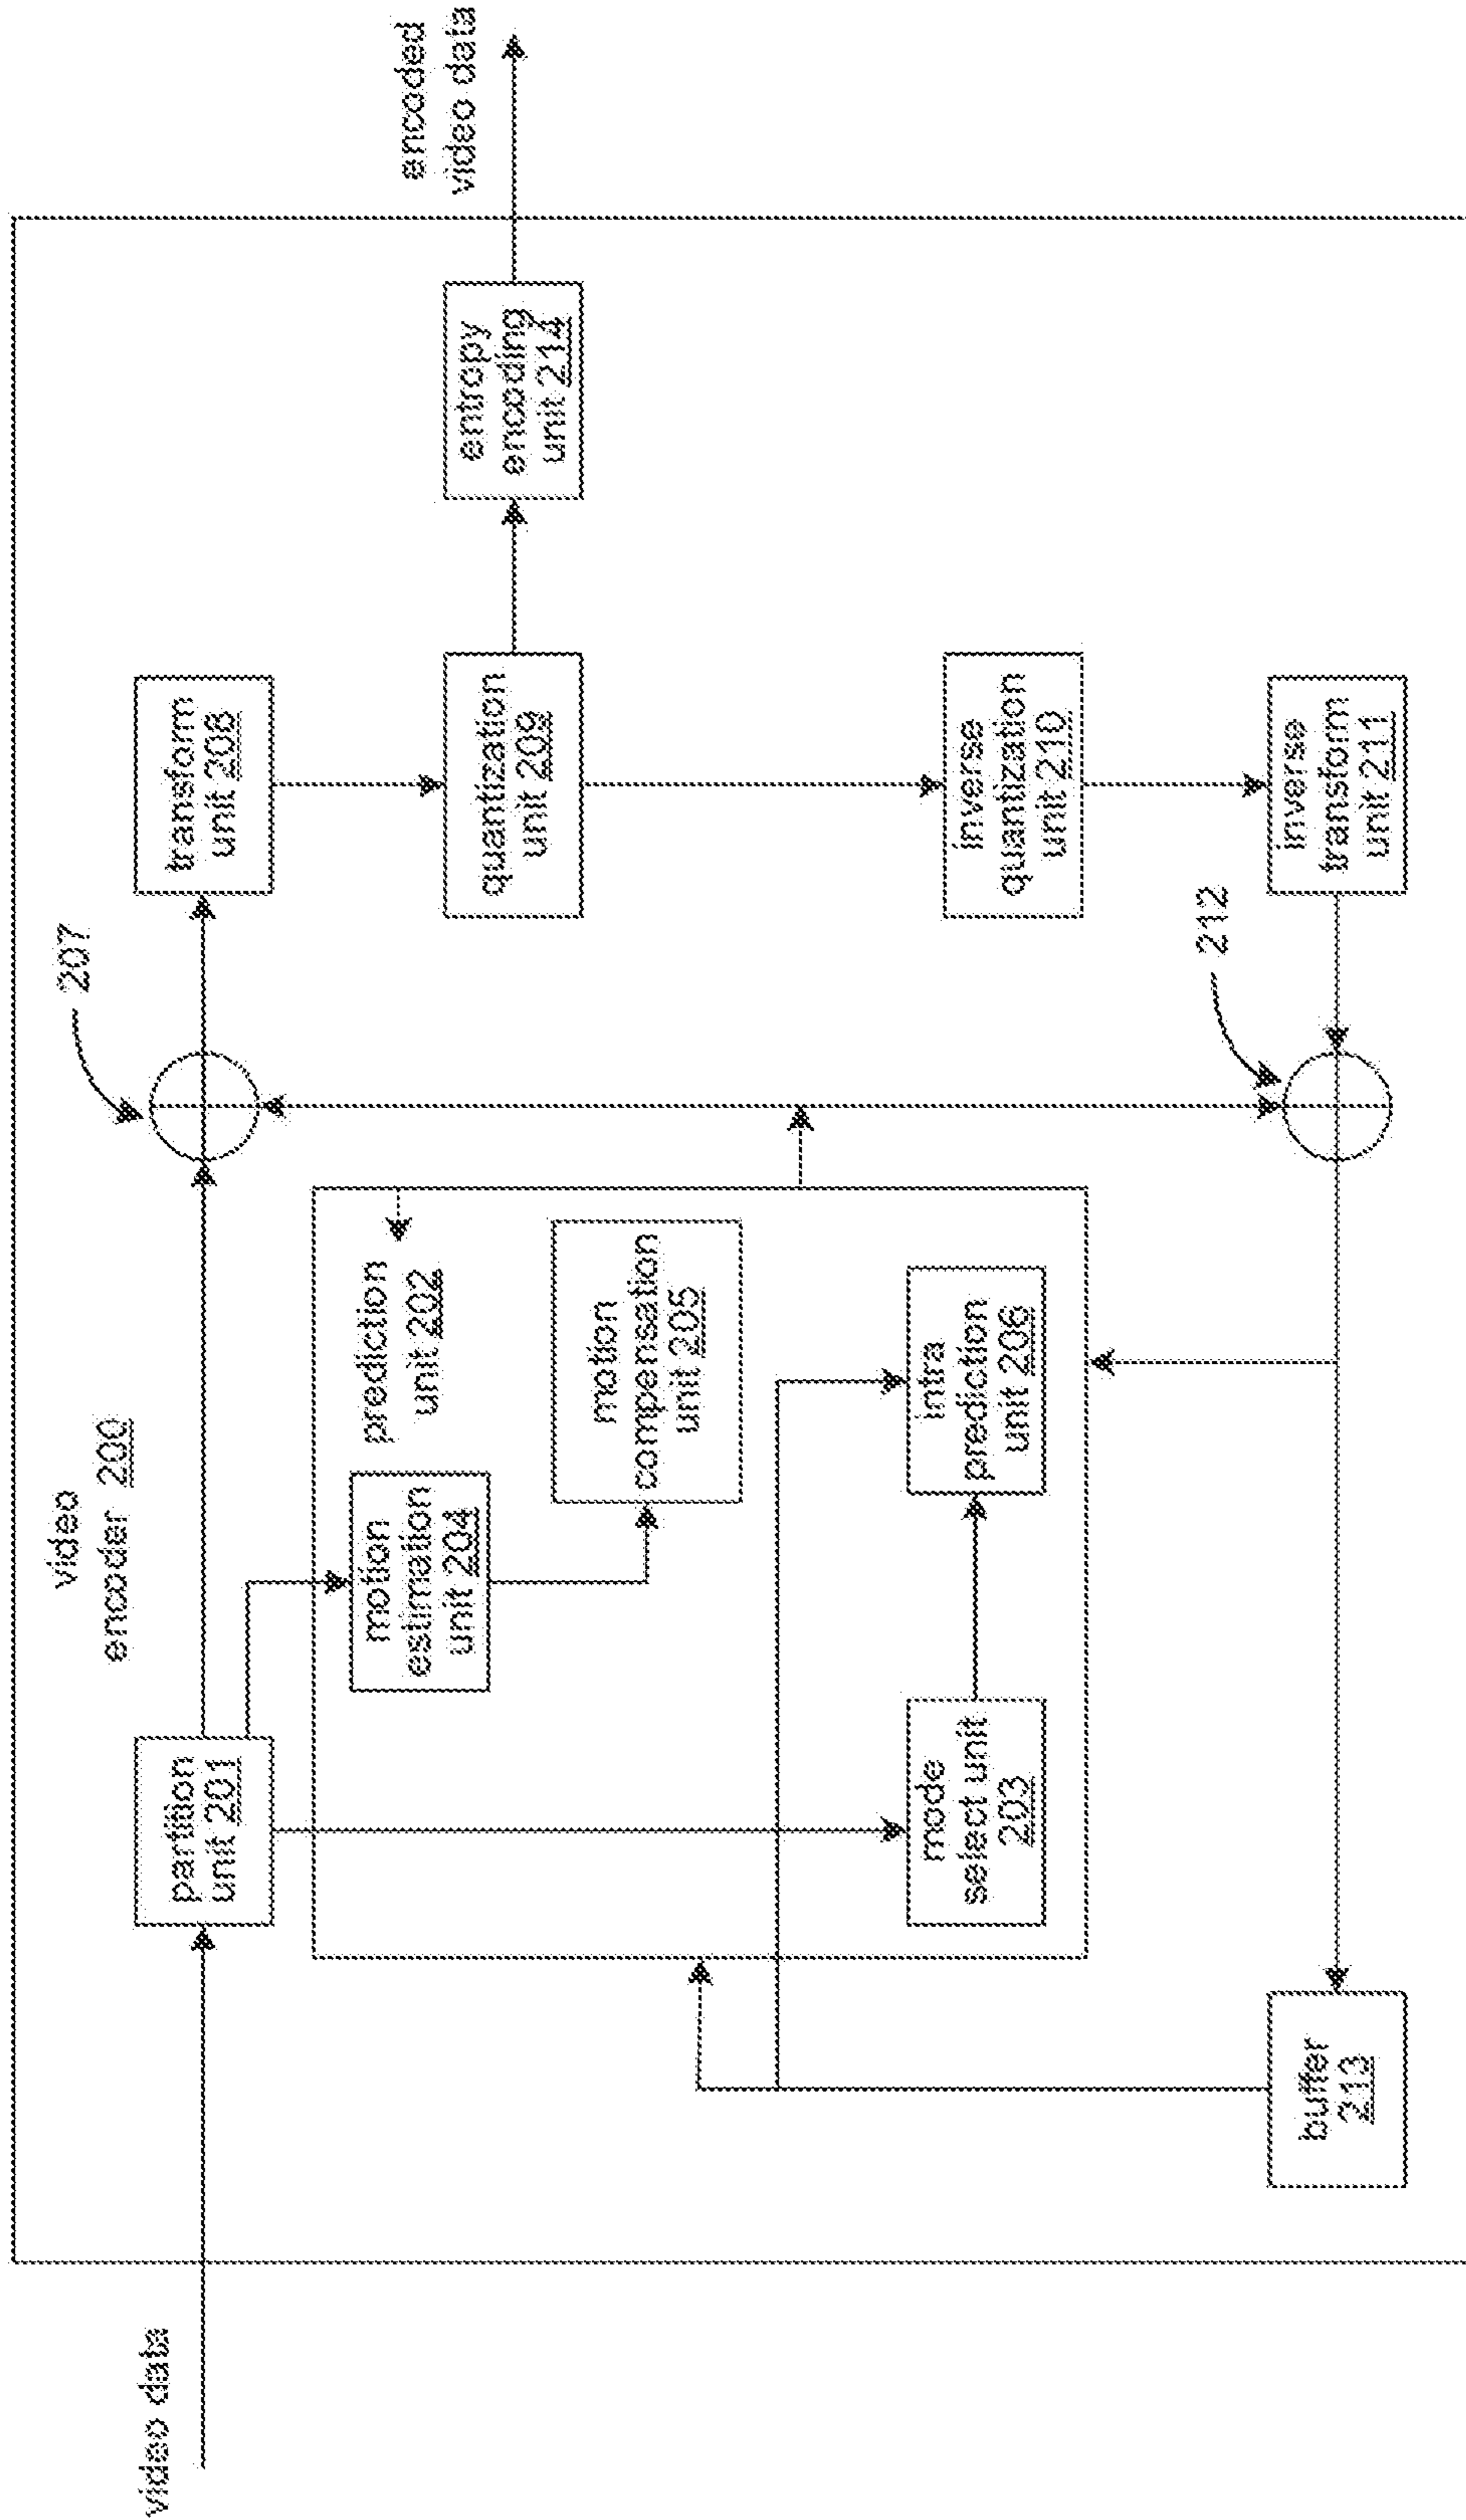 video data
video
encoder 200
partition
unit 201
207
transform
unit 208
encoded
video data
prediction
unit 202
motion
estimation
unit 204
motion
compensation
unit 205
quantization
unit 209
entropy
encoding
unit 214
mode
select unit
203
intra
prediction
unit 206
inverse
quantization
unit 210
212
buffer
213
inverse
transform
unit 211